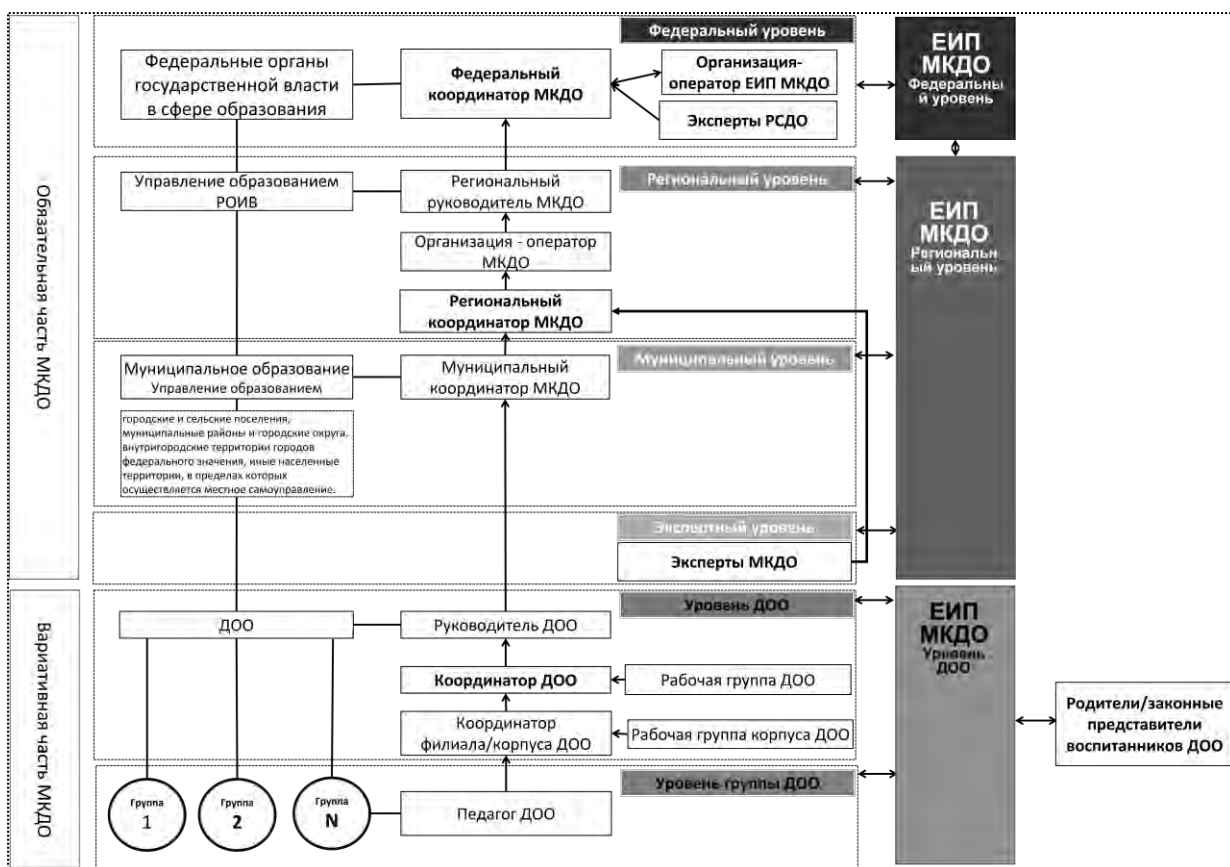 Обязательная часть МКДО
Федеральный уровень
Федеральные органы
государственной власти
в сфере образования
Федеральный
координатор МКДО
Организация-
оператор ЕИП МКДО
Эксперты РСДО
ЕИП
МКДО
Федеральны
й уровень
Управление образованием
РОИВ
Региональный
руководитель МКДО
Региональный уровень
Организация - оператор
МКДО
Региональный
координатор МКДО
ЕИП
МКДО
Региональн
ый уровень
Муниципальное образование
Управление образованием
Муниципальный
координатор МКДО
Муниципальный уровень
городские и сельские поселения,
муниципальные районы и городские округа,
внутригородские территории городов
федерального значения, иные населенные
территории, в пределах которых
осуществляется местное самоуправление.
Экспертный уровень
Эксперты МКДО
Вариативная часть МКДО
Уровень ДОО
ДОО
Руководитель ДОО
Координатор ДОО
Рабочая группа ДОО
Координатор
филиала/корпуса ДОО
Рабочая группа корпуса ДОО
ЕИП
МКДО
Уровень
ДОО
Родители/законные
представители
воспитанников ДОО
Уровень группы ДОО
Группа
1
Группа
2
Группа
N
Педагог ДОО